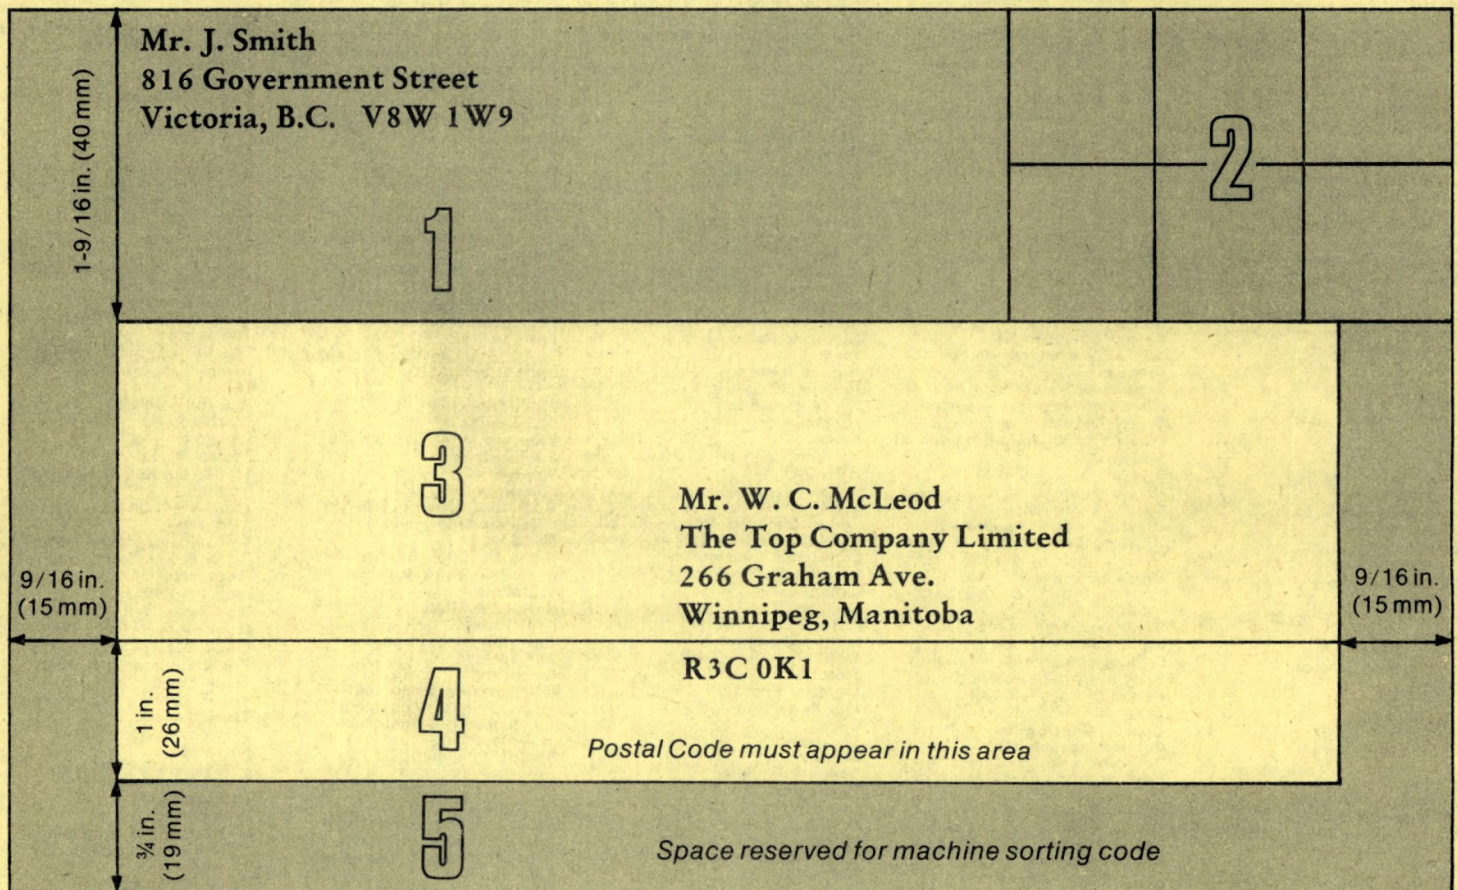 Mr. J. Smith
816 Government Street
Victoria, B.C. V8W 1W9
1-9/16 in. (40 mm)
1
2
3
Mr. W. C. McLeod
The Top Company Limited
266 Graham Ave.
Winnipeg, Manitoba
9/16 in.
(15 mm)
9/16 in.
(15 mm)
R3C 0K1
1 in.
(26 mm)
4
Postal Code must appear in this area
¾ in.
(19 mm)
5
Space reserved for machine sorting code